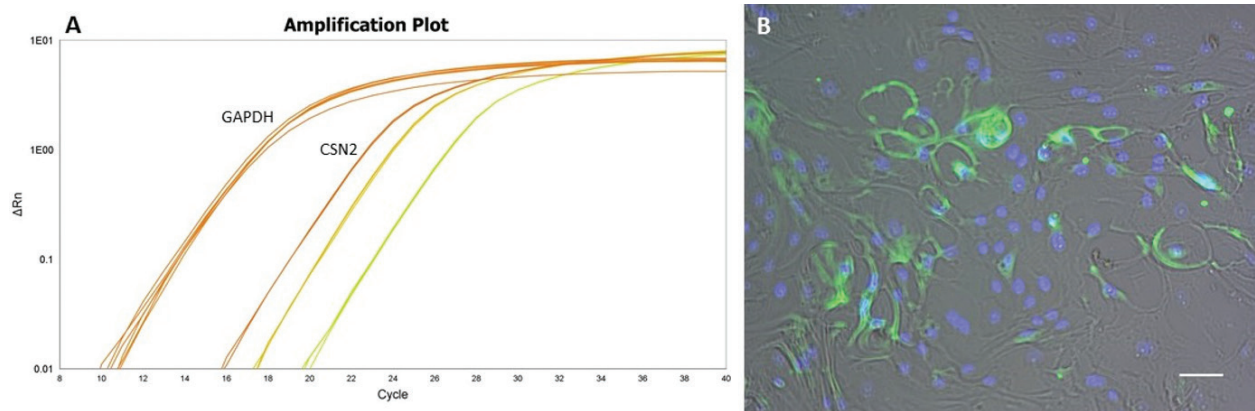 A
Amplification Plot
1E01
1E00
0.1
0.01
ΔRn
GAPDH
CSN2
8 10 12 14 16 18 20 22 24 26 28 30 32 34 36 38 40
Cycle
B